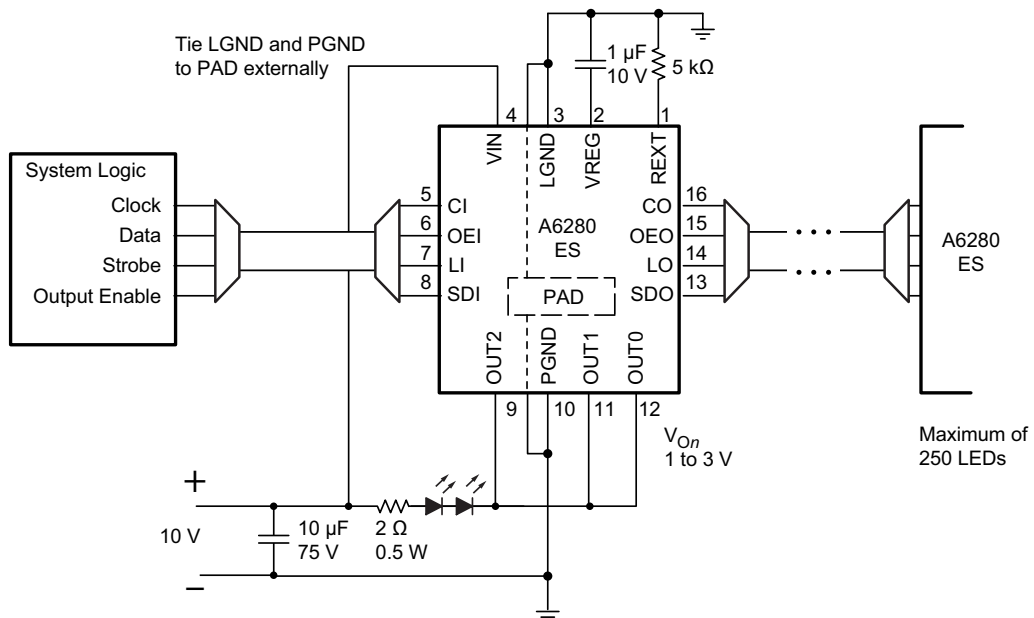 Tie LGND and PGND
to PAD externally
1 µF
10 V
5 kΩ
4
3
2
1
VIN
LGND
VREG
REXT
System Logic
Clock
Data
Strobe
Output Enable
5
6
7
8
CI
OEI
LI
SDI
A6280
ES
PAD
CO
OEO
LO
SDO
16
15
14
13
A6280
ES
OUT2
PGND
OUT1
OUT0
9
10
11
12
VOn
1 to 3 V
Maximum of
250 LEDs
+
10 V
–
10 µF
75 V
2 Ω
0.5 W